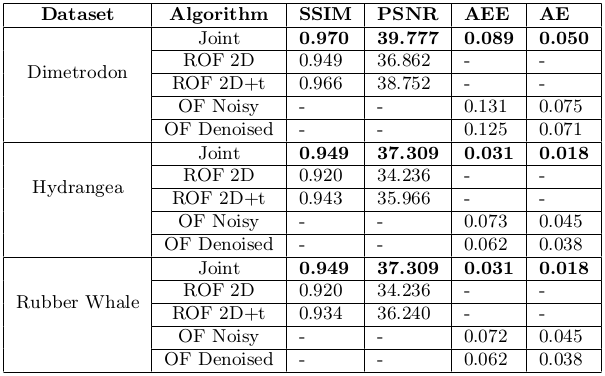 Dataset Algorithm SSIM PSNR AEE AE
Joint 0.970 39.777 0.089 0.050
ROF 2D 0.949 36.862 - -
Dimetrodon
ROF 2D+t 0.966 38.752 - -
OF Noisy - - 0.131 0.075
OF Denoised - - 0.125 0.071
Joint 0.949 37.309 0.031 0.018
ROF 2D 0.920 34.236 - -
Hydrangea
ROF 2D+t 0.943 35.966 - -
OF Noisy - - 0.073 0.045
OF Denoised - - 0.062 0.038
Joint 0.949 37.309 0.031 0.018
ROF 2D 0.920 34.236 - -
Rubber Whale
ROF 2D+t 0.934 36.240 - -
OF Noisy - - 0.072 0.045
OF Denoised - - 0.062 0.038